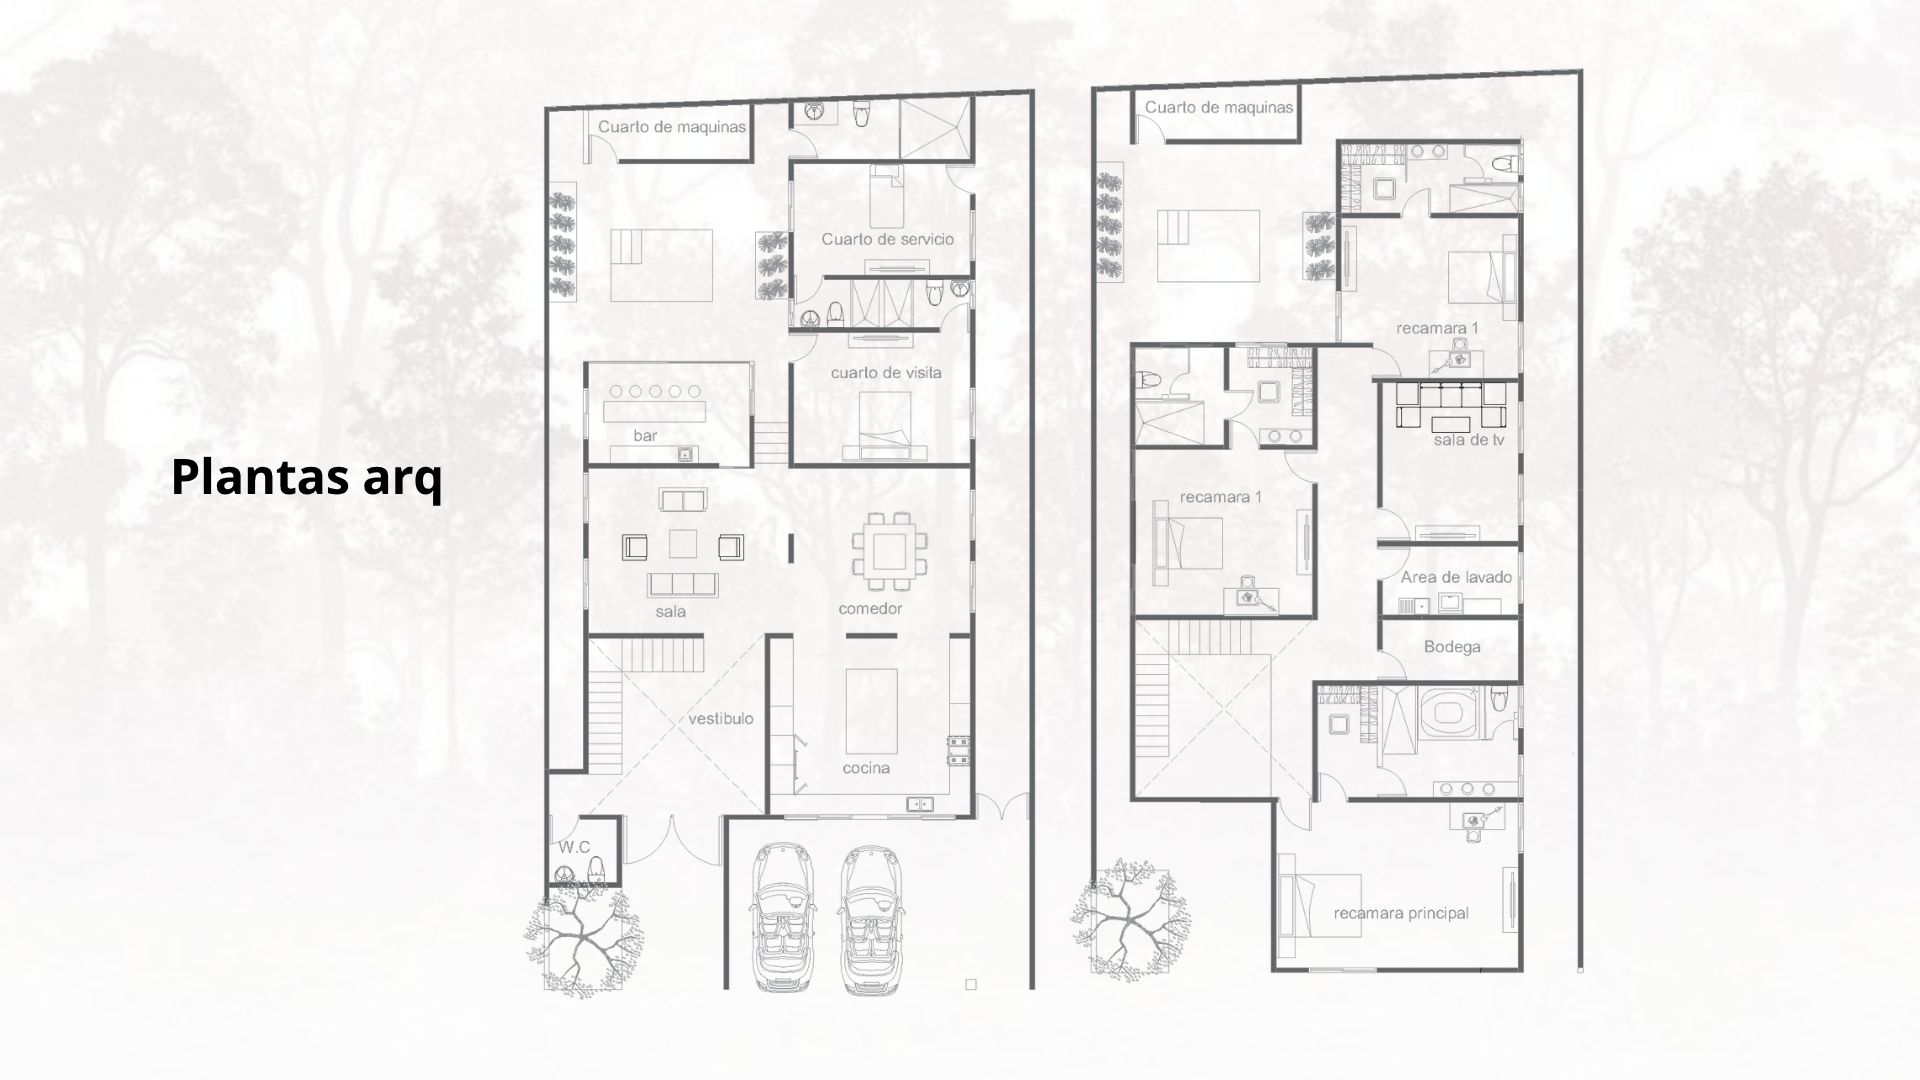 Plantas arq
Cuarto de maquinas
Cuarto de servicio
cuarto de visita
bar
sala
comedor
vestibulo
cocina
W.C
Cuarto de maquinas
recamara 1
sala de tv
recamara 1
Area de lavado
Bodega
recamara principal